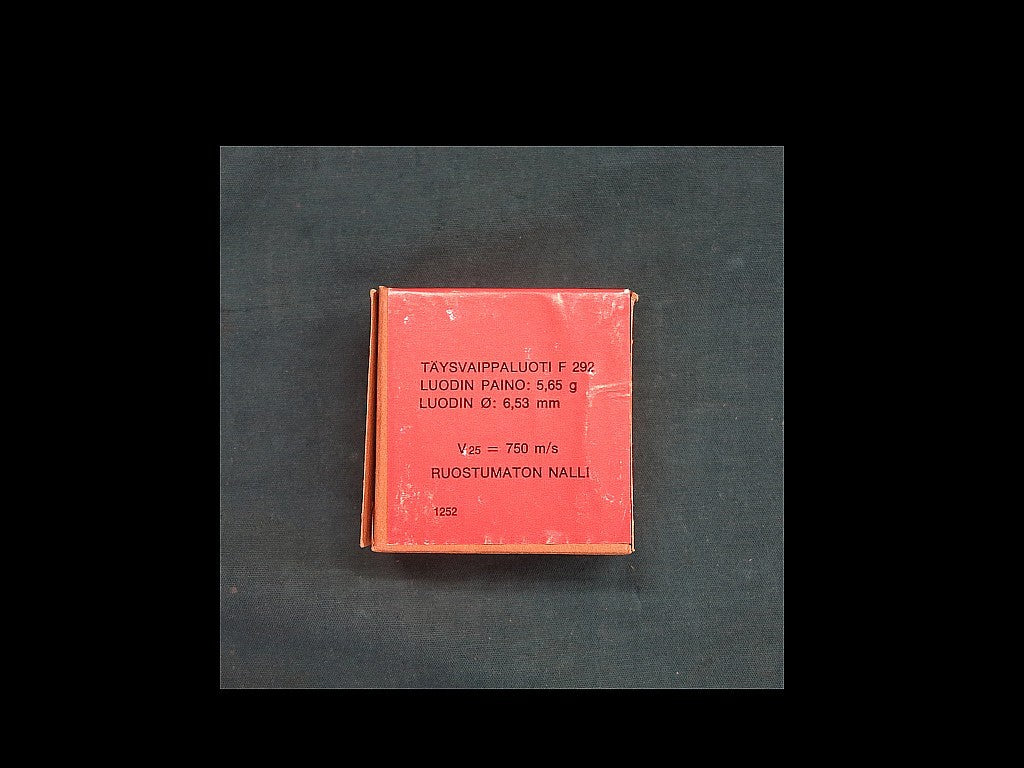 TÄYSVAIPPALUOTI F 292
LUODIN PAINO: 5,65 g
LUODIN Ø: 6,53 mm
V25 = 750 m/s
RUOSTUMATON NALLI
1252